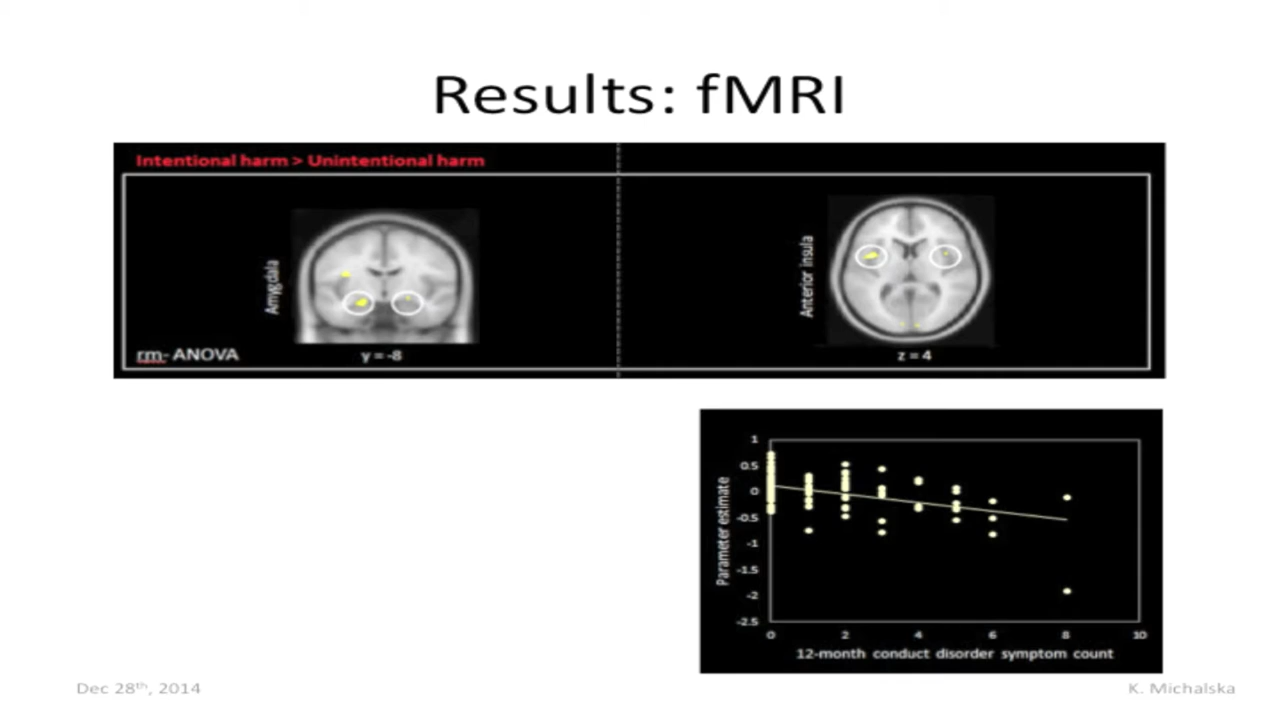 Results: fMRI
Intentional harm > Unintentional harm
Amygdala
Anterior insula
rm- ANOVA
y = -8
z = 4
1
0.5
0
-0.5
-1
-1.5
-2
-2.5
Parameter estimate
0 2 4 6 8 10
12-month conduct disorder symptom count
Dec 28th, 2014
K. Michalska